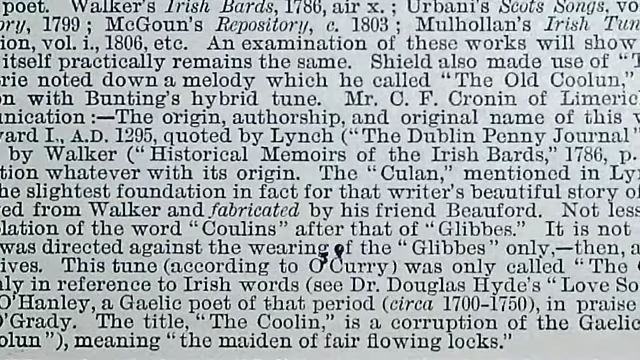 poet. Walker's Irish Bards, 1786, air x.; Urbani's Scots Songs, vo
ory, 1799; McGoun's Repository, c. 1803; Mulhollan's Irish Tun
ion, vol. i., 1806, etc. An examination of these works will show
itself practically remains the same. Shield also made use of "T
rie noted down a melody which he called "The Old Coolun,"
n with Bunting's hybrid tune. Mr. C. F. Cronin of Limeric
unication:—The origin, authorship, and original name of this v
ward I., A.D. 1295, quoted by Lynch ("The Dublin Penny Journal"
by Walker ("Historical Memoirs of the Irish Bards," 1786, p.
tion whatever with its origin. The "Culan," mentioned in Ly
he slightest foundation in fact for that writer's beautiful story o
ed from Walker and fabricated by his friend Beauford. Not less
lation of the word "Coulins" after that of "Glibbes." It is not
was directed against the wearing of the "Glibbes" only,—then, a
ives. This tune (according to O'Curry) was only called "The
ly in reference to Irish words (see Dr. Douglas Hyde's "Love So
O'Hanley, a Gaelic poet of that period (circa 1700-1750), in praise
O'Grady. The title, "The Coolin," is a corruption of the Gaelic
olun"), meaning "the maiden of fair flowing locks."